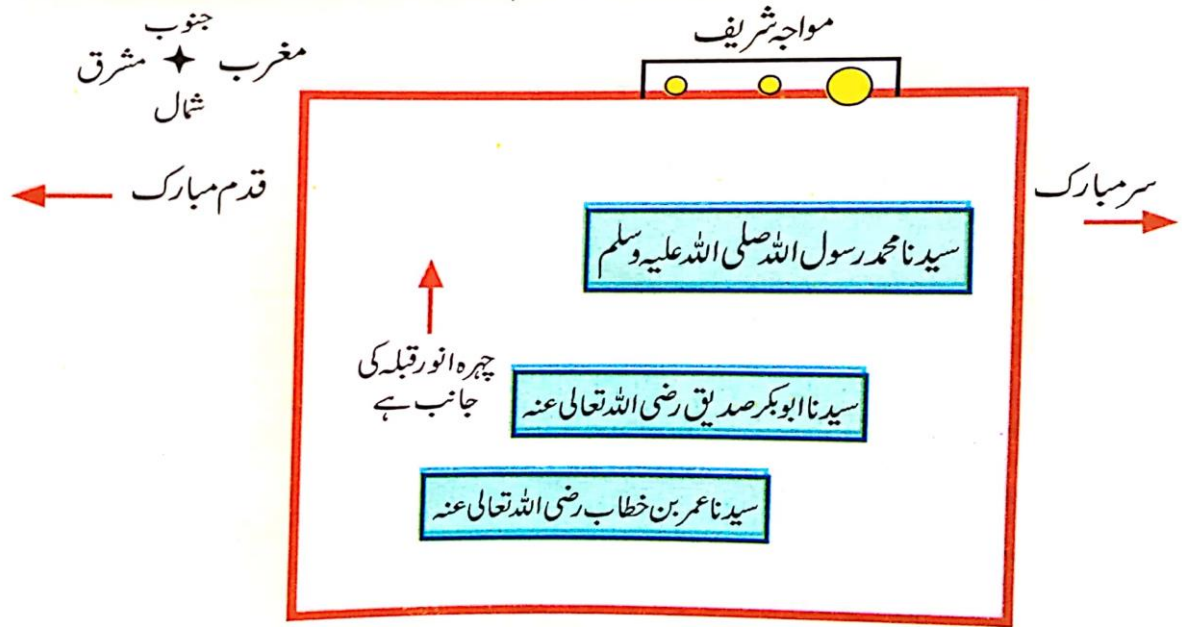 جنوب
مغرب مشرق
شمال
مواجہ شریف
سر مبارک
قدم مبارک
سیدنا محمد رسول اللہ صلی اللہ علیہ وسلم
چہرہ انور قبلہ کی
جانب ہے
سیدنا ابوبکر صدیق رضی اللہ تعالی عنہ
سیدنا عمر بن خطاب رضی اللہ تعالی عنہ